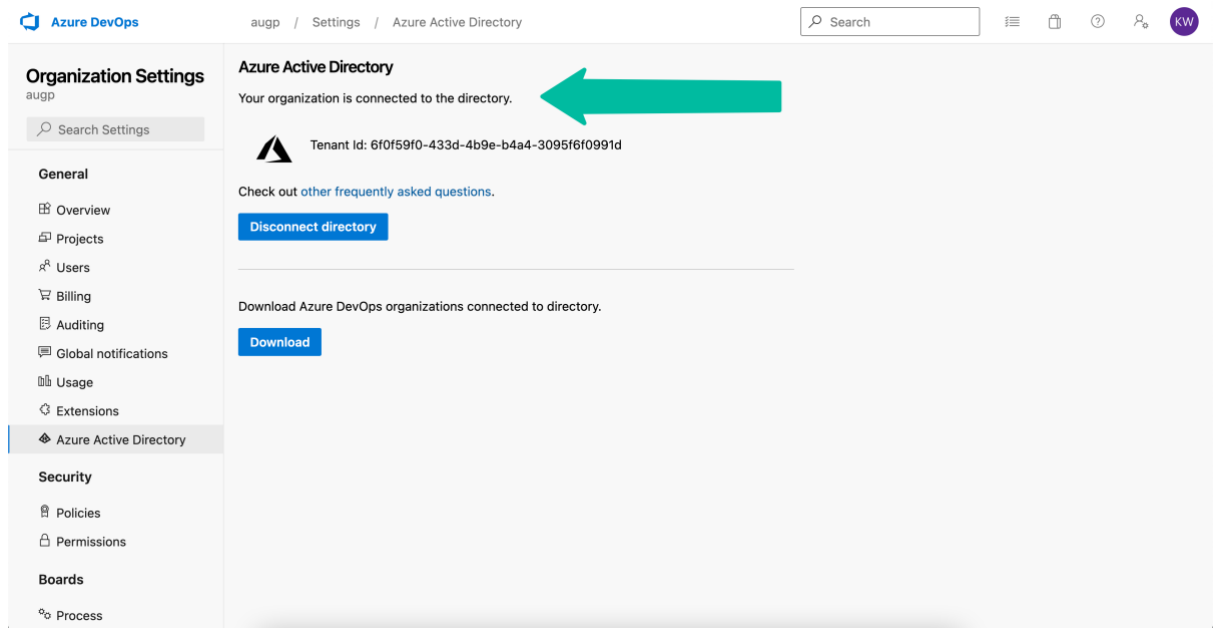 Azure DevOps
augp / Settings / Azure Active Directory
Search
KW
Organization Settings
augp
Search Settings
General
Overview
Projects
Users
Billing
Auditing
Global notifications
Usage
Extensions
Azure Active Directory
Security
Policies
Permissions
Boards
Process
Azure Active Directory
Your organization is connected to the directory.
Tenant Id: 6f0f59f0-433d-4b9e-b4a4-3095f6f0991d
Check out other frequently asked questions.
Disconnect directory
Download Azure DevOps organizations connected to directory.
Download